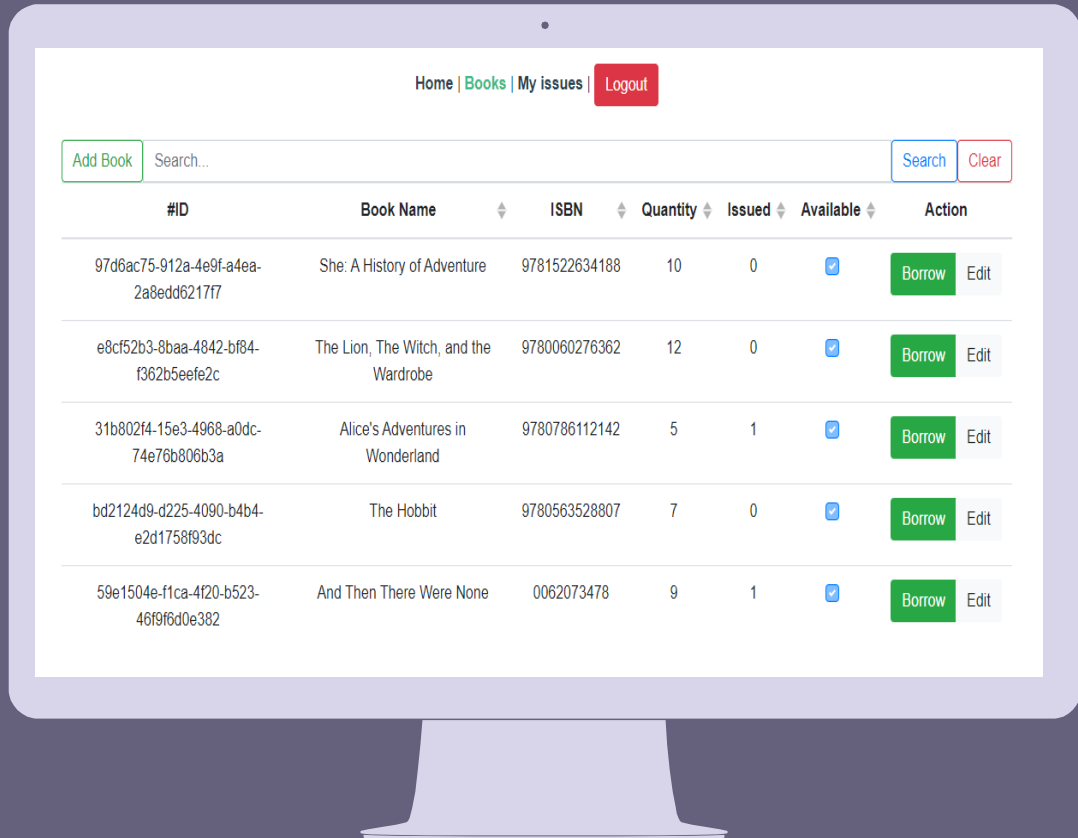 Home | Books | My issues | Logout
Add Book Search... Search Clear
#ID Book Name ISBN Quantity Issued Available Action
97d6ac75-912a-4e9f-a4ea- She: A History of Adventure 9781522634188 10 0 Borrow Edit
2a8edd6217f7
e8cf52b3-8baa-4842-bf84- The Lion, The Witch, and the 9780060276362 12 0 Borrow Edit
f362b5eefe2c Wardrobe
31b802f4-15e3-4968-a0dc- Alice's Adventures in 9780786112142 5 1 Borrow Edit
74e76b806b3a Wonderland
bd2124d9-d225-4090-b4b4- The Hobbit 9780563528807 7 0 Borrow Edit
e2d1758f93dc
59e1504e-f1ca-4f20-b523- And Then There Were None 0062073478 9 1 Borrow Edit
46f9f6d0e382